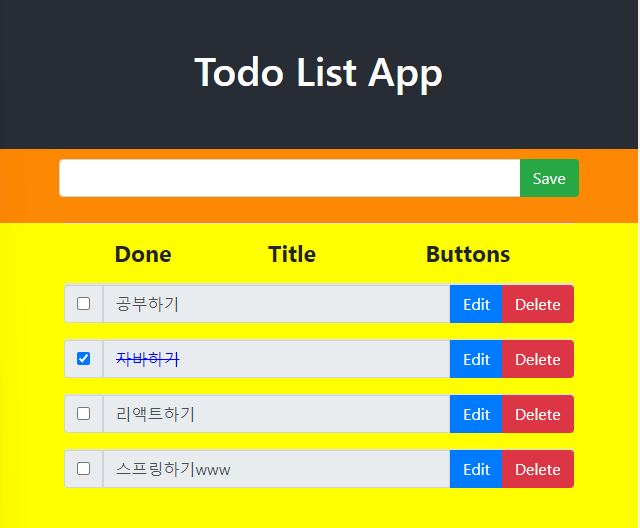 Todo List App
Save
Done Title Buttons
공부하기 Edit Delete
자바하기 Edit Delete
리액트하기 Edit Delete
스프링하기www Edit Delete